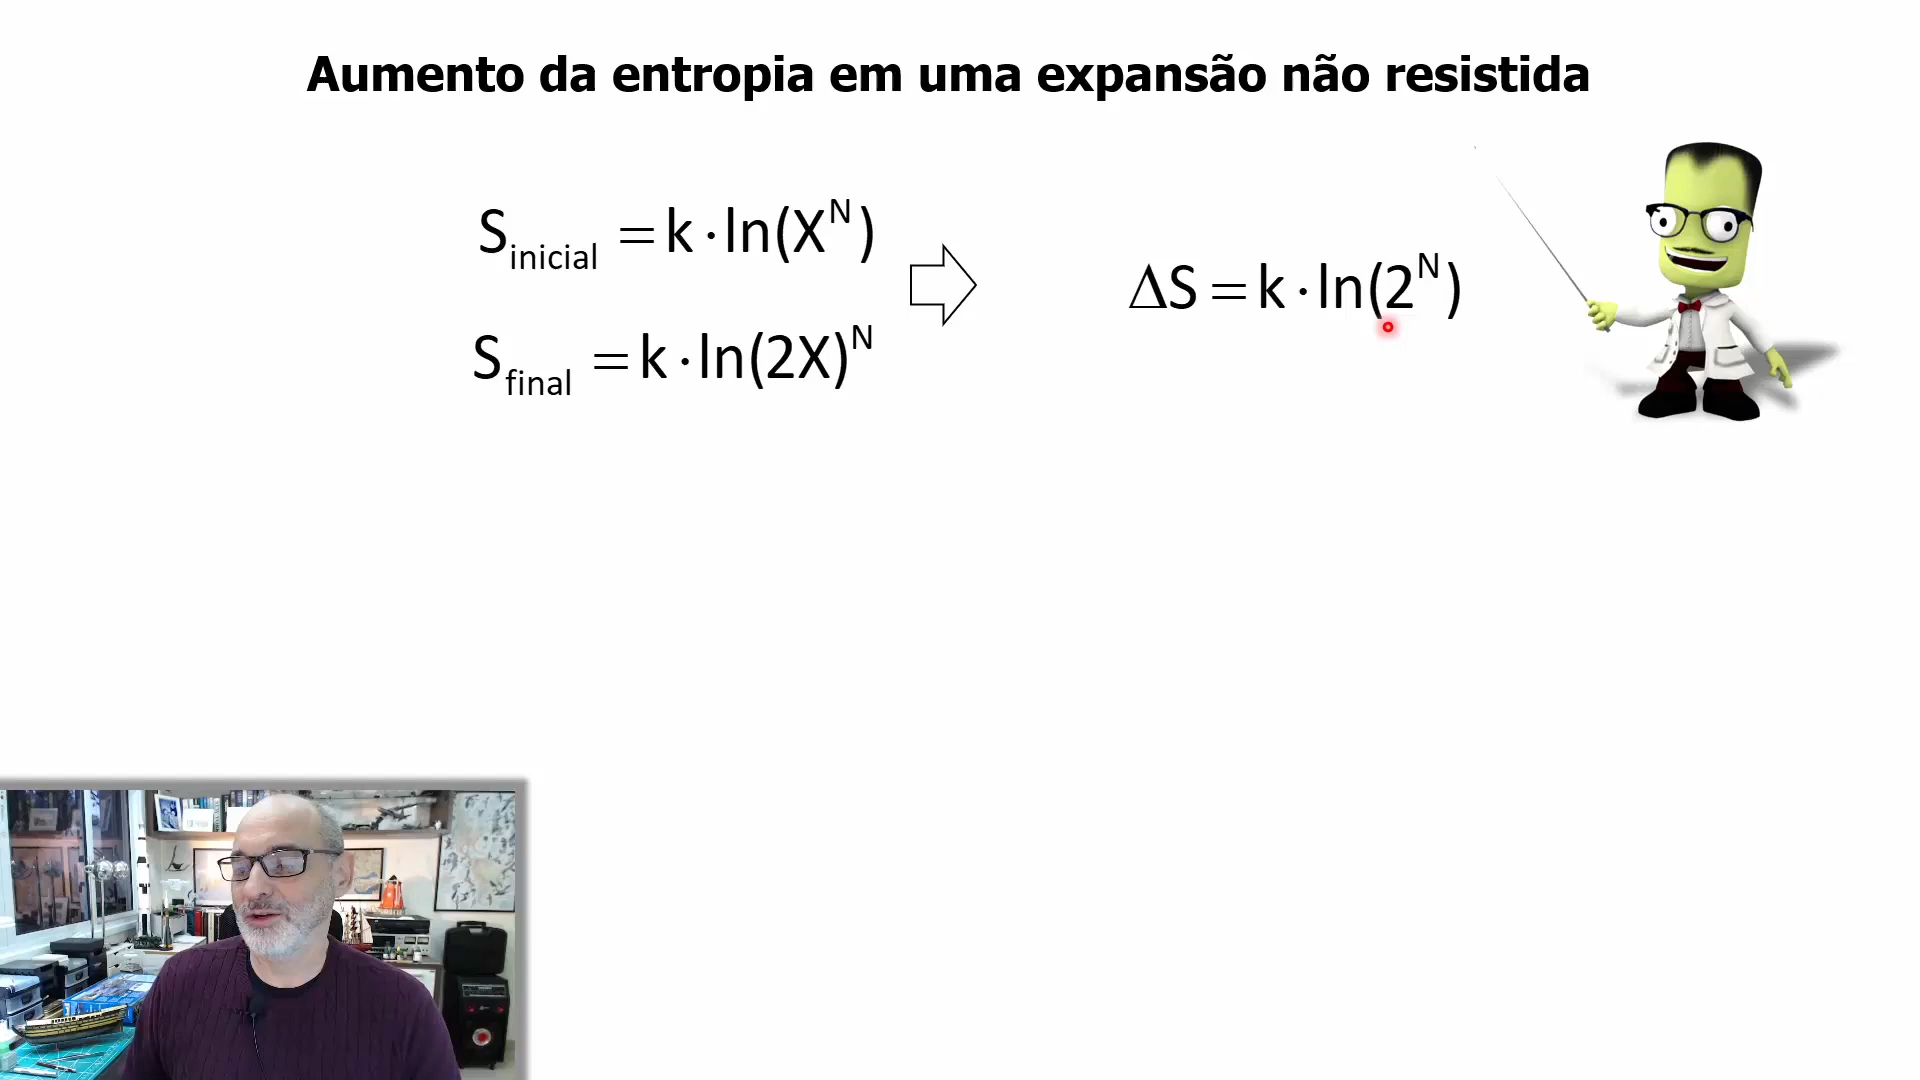 Aumento da entropia em uma expansão não resistida
S_inicial = k · ln(X^N)
S_final = k · ln(2X)^N
ΔS = k · ln(2^N)